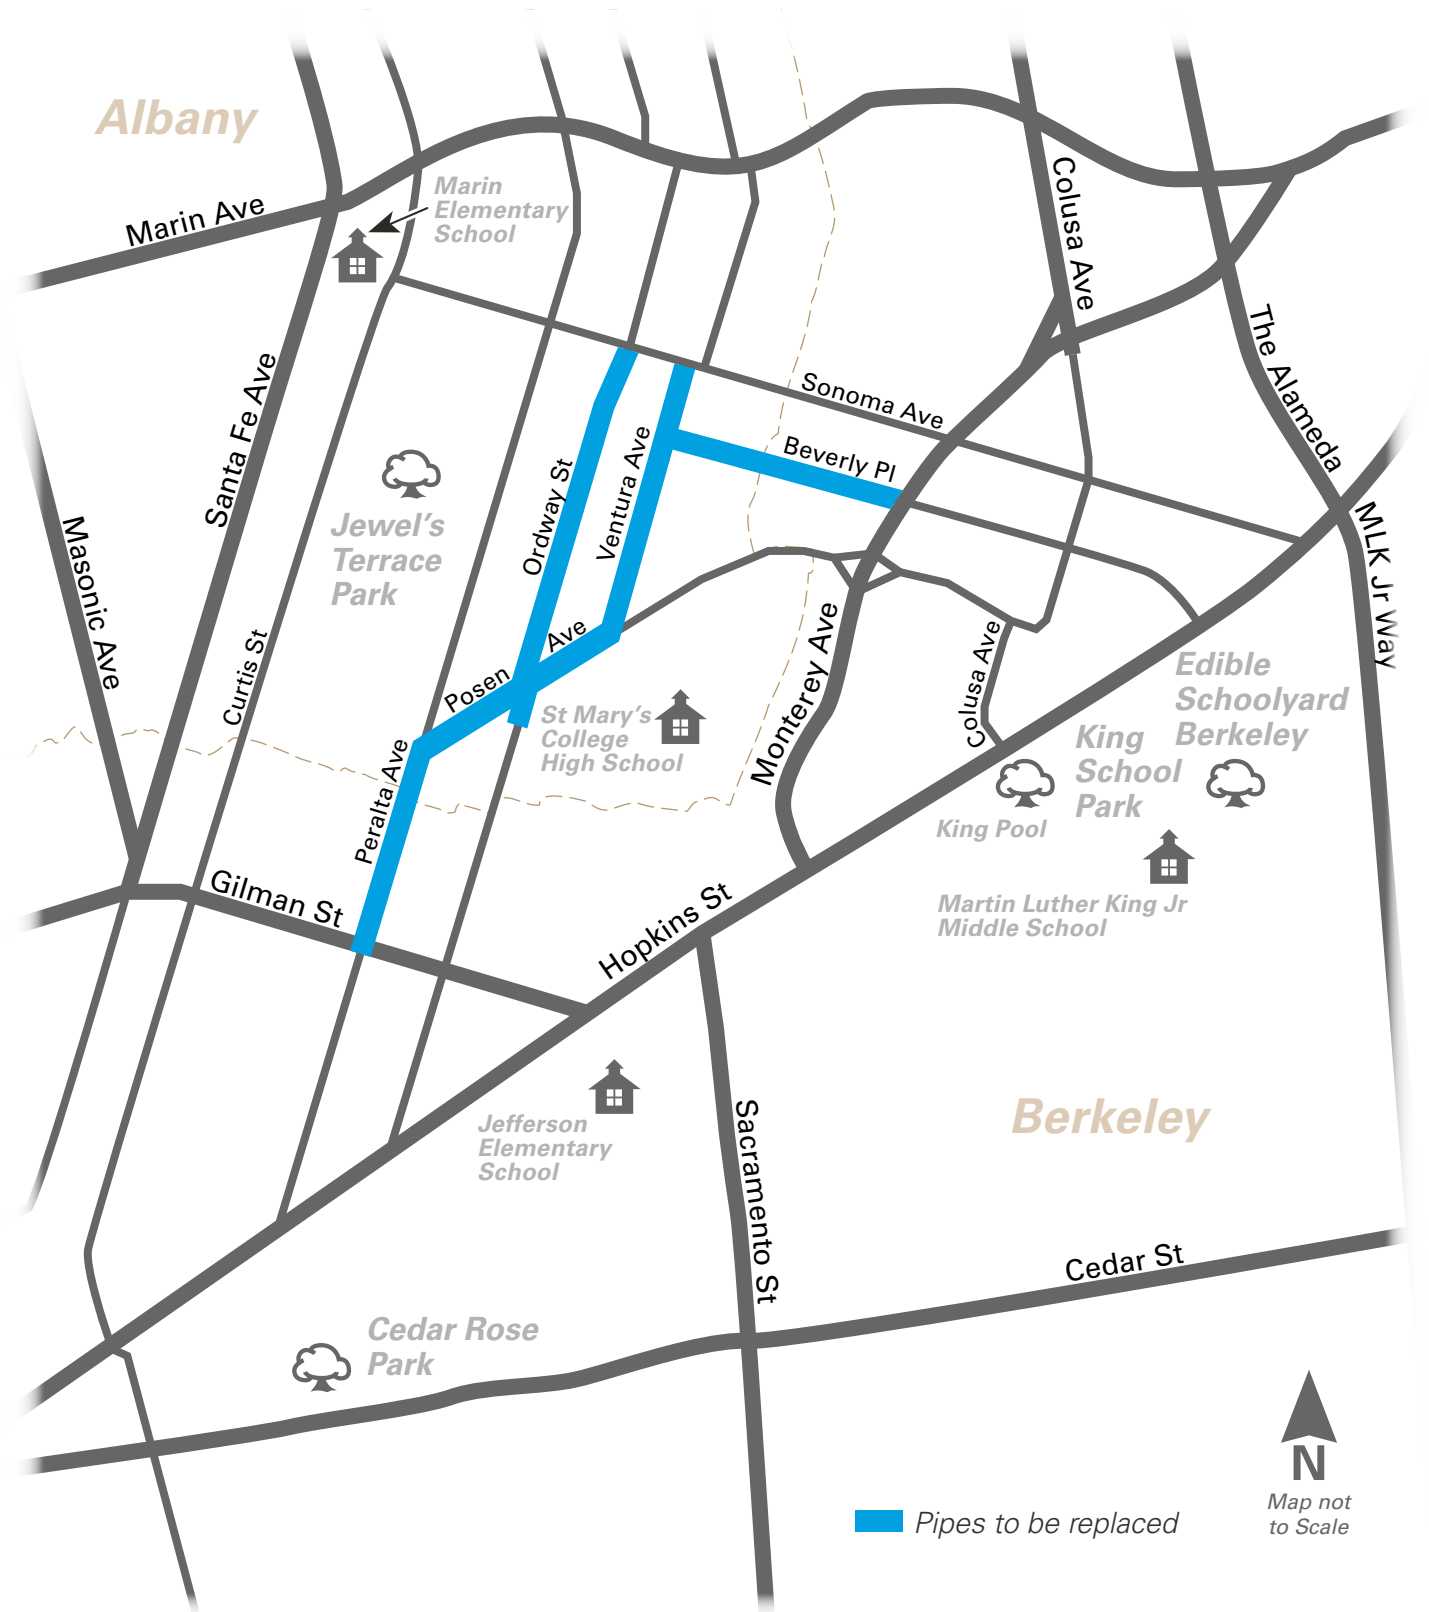 Albany
Marin Ave
Marin
Elementary
School
Colusa Ave
The Alameda
Santa Fe Ave
Sonoma Ave
Beverly Pl
Ordway St
Ventura Ave
Jewel's
Terrace
Park
Masonic Ave
MLK Jr Way
Curtis St
Posen
Ave
Monterey Ave
Colusa Ave
Edible
Schoolyard
Berkeley
St Mary's
College
High School
King
School
Park
King Pool
Peralta Ave
Gilman St
Hopkins St
Martin Luther King Jr
Middle School
Jefferson
Elementary
School
Sacramento St
Berkeley
Cedar St
Cedar Rose
Park
N
Map not
to Scale
Pipes to be replaced